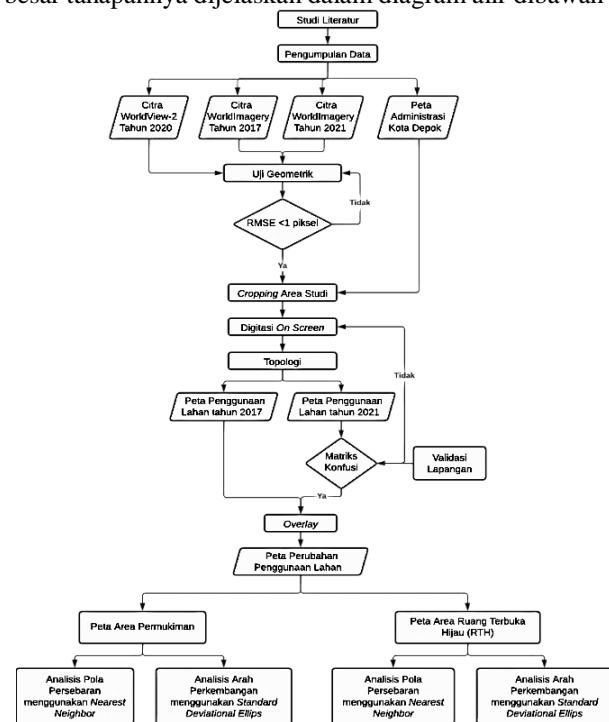 besar tahapannya dijelaskan dalam diagram alir dibawah
Studi Literatur
Pengumpulan Data
Citra
WorldView-2
Tahun 2020
Citra
WorldImagery
Tahun 2017
Citra
WorldImagery
Tahun 2021
Peta
Administrasi
Kota Depok
Uji Geometrik
Tidak
RMSE <1 piksel
Ya
Cropping Area Studi
Digitasi On Screen
Topologi
Tidak
Peta Penggunaan
Lahan tahun 2017
Peta Penggunaan
Lahan tahun 2021
Matriks
Konfusi
Validasi
Lapangan
Ya
Overlay
Peta Perubahan
Penggunaan Lahan
Peta Area Permukiman
Peta Area Ruang Terbuka
Hijau (RTH)
Analisis Pola
Persebaran
menggunakan Nearest
Neighbor
Analisis Arah
Perkembangan
menggunakan Standard
Deviational Ellips
Analisis Pola
Persebaran
menggunakan Nearest
Neighbor
Analisis Arah
Perkembangan
menggunakan Standard
Deviational Ellips